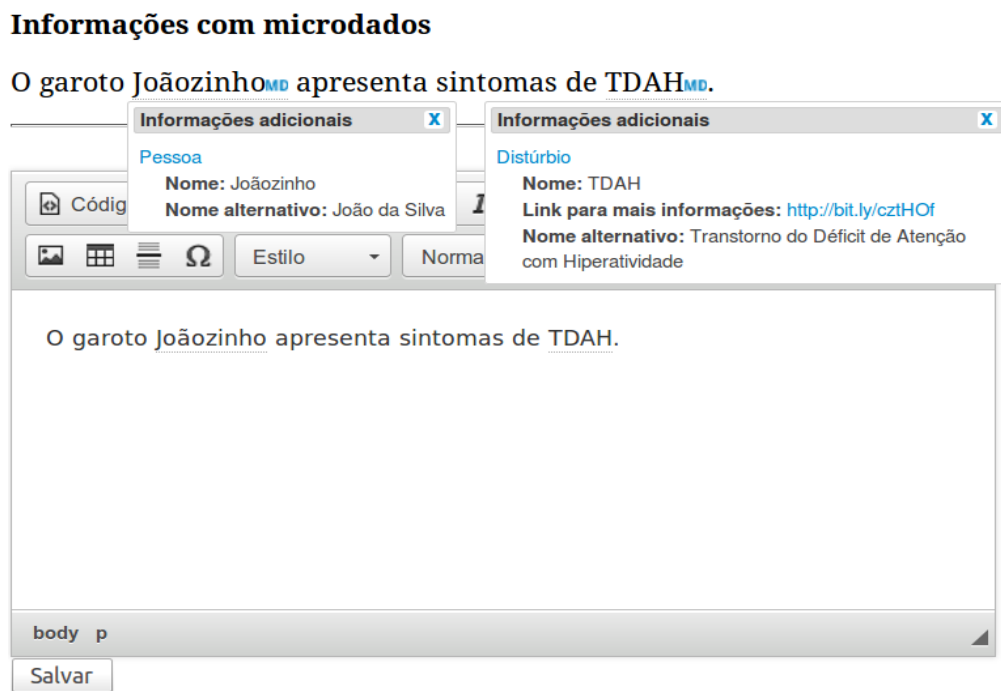 Informações com microdados
O garoto JoãozinhoMD apresenta sintomas de TDAHMD.
Informações adicionais X
Pessoa
Nome: Joãozinho
Nome alternativo: João da Silva
Informações adicionais X
Distúrbio
Nome: TDAH
Link para mais informações: http://bit.ly/cztHOf
Nome alternativo: Transtorno do Déficit de Atenção
com Hiperatividade
Códig I
Ω Estilo Norma
O garoto Joãozinho apresenta sintomas de TDAH.
body p
Salvar